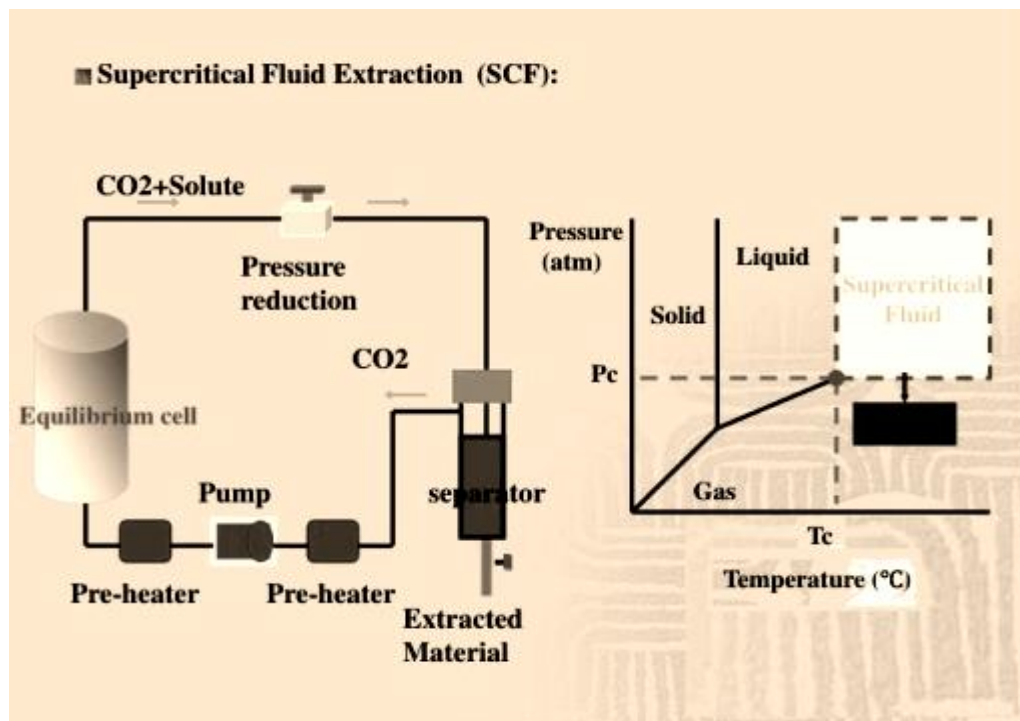 Supercritical Fluid Extraction (SCF):
CO2+Solute
Pressure
reduction
CO2
Equilibrium cell
Pump
separator
Pre-heater
Pre-heater
Extracted
Material
Pressure
(atm)
Liquid
Supercritical
Fluid
Solid
Pc
Gas
Tc
Temperature (℃)